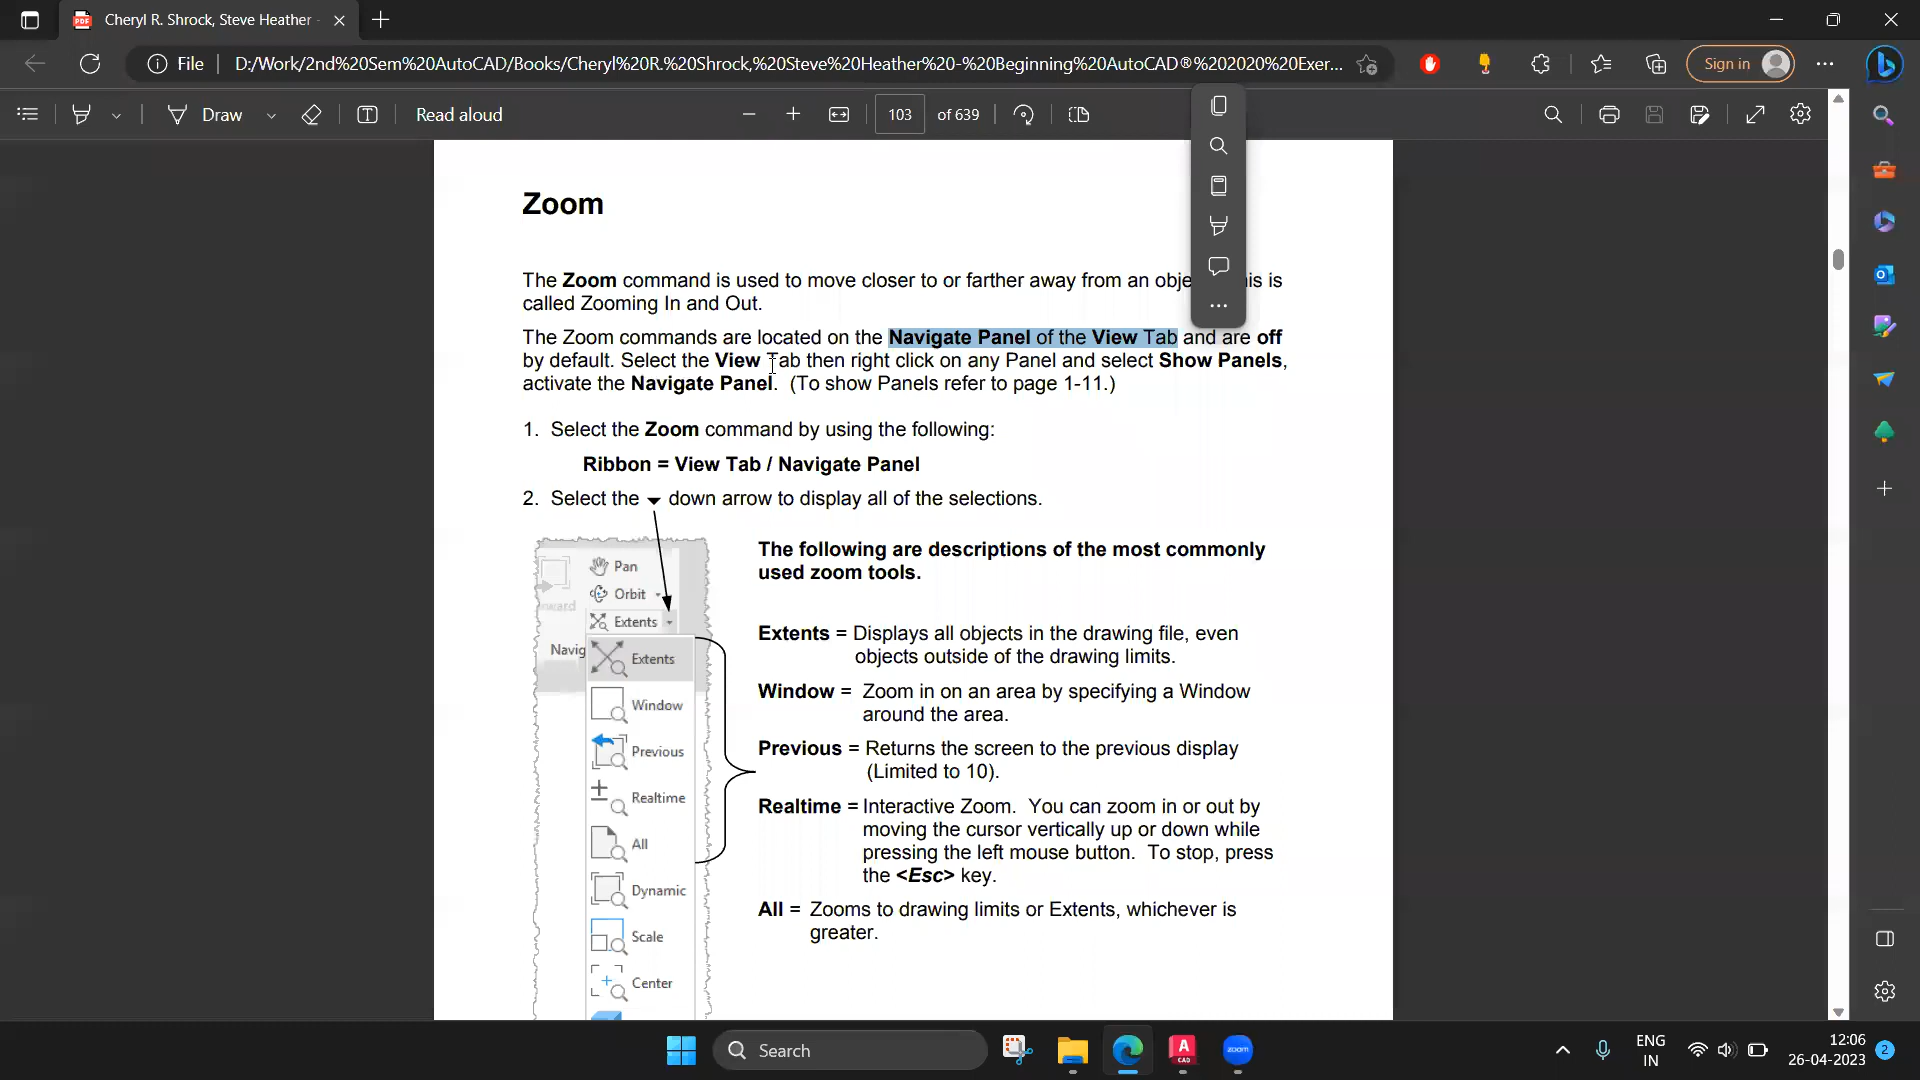 Cheryl R. Shrock, Steve Heather
File
D:/Work/2nd%20Sem%20AutoCAD/Books/Cheryl%20R.%20Shrock,%20Steve%20Heather%20-%20Beginning%20AutoCAD®%202020%20Exer...
Sign in
Draw
Read aloud
103 of 639
Zoom
The Zoom command is used to move closer to or farther away from an obje is
called Zooming In and Out.
The Zoom commands are located on the Navigate Panel of the View Tab and are off
by default. Select the View Tab then right click on any Panel and select Show Panels,
activate the Navigate Panel. (To show Panels refer to page 1-11.)
1. Select the Zoom command by using the following:
Ribbon = View Tab / Navigate Panel
2. Select the down arrow to display all of the selections.
Pan
Orbit
ward
Extents
Navig
Extents
Window
Previous
Realtime
All
Dynamic
Scale
Center
The following are descriptions of the most commonly
used zoom tools.
Extents = Displays all objects in the drawing file, even
objects outside of the drawing limits.
Window = Zoom in on an area by specifying a Window
around the area.
Previous = Returns the screen to the previous display
(Limited to 10).
Realtime = Interactive Zoom. You can zoom in or out by
moving the cursor vertically up or down while
pressing the left mouse button. To stop, press
the <Esc> key.
All = Zooms to drawing limits or Extents, whichever is
greater.
Search
A
CAD
zoom
ENG
IN
12:06
26-04-2023
2